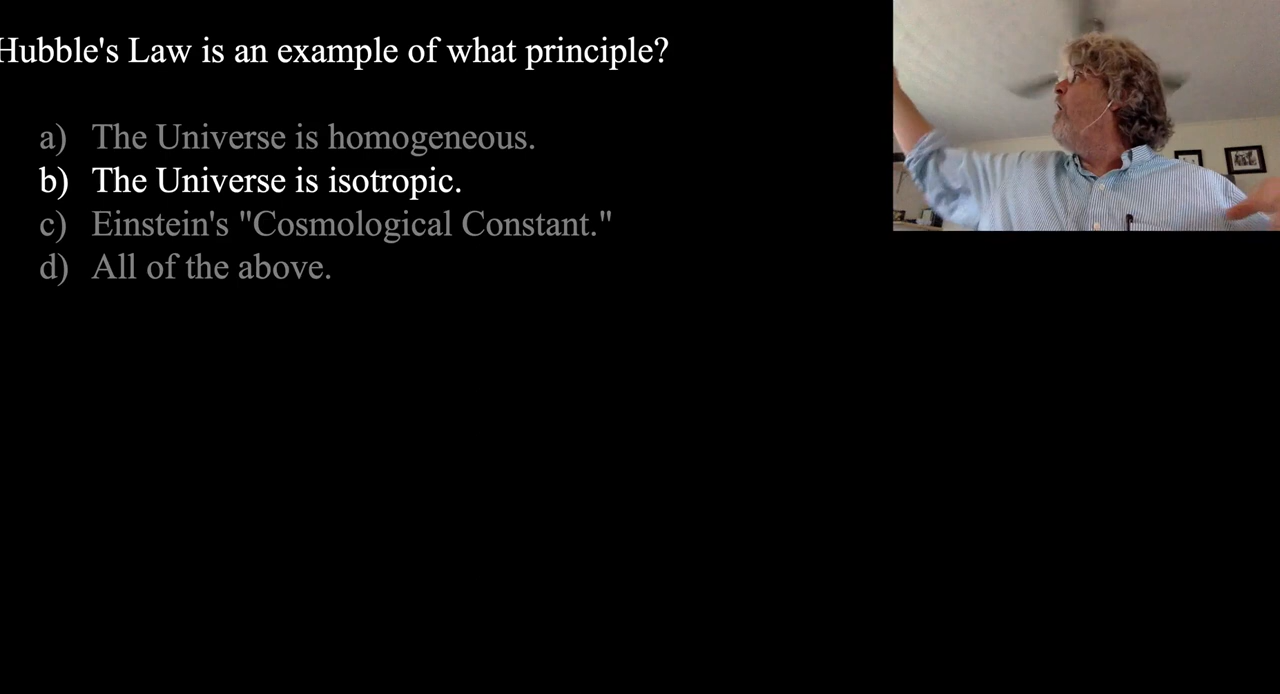 Hubble's Law is an example of what principle?
a) The Universe is homogeneous.
b) The Universe is isotropic.
c) Einstein's "Cosmological Constant."
d) All of the above.